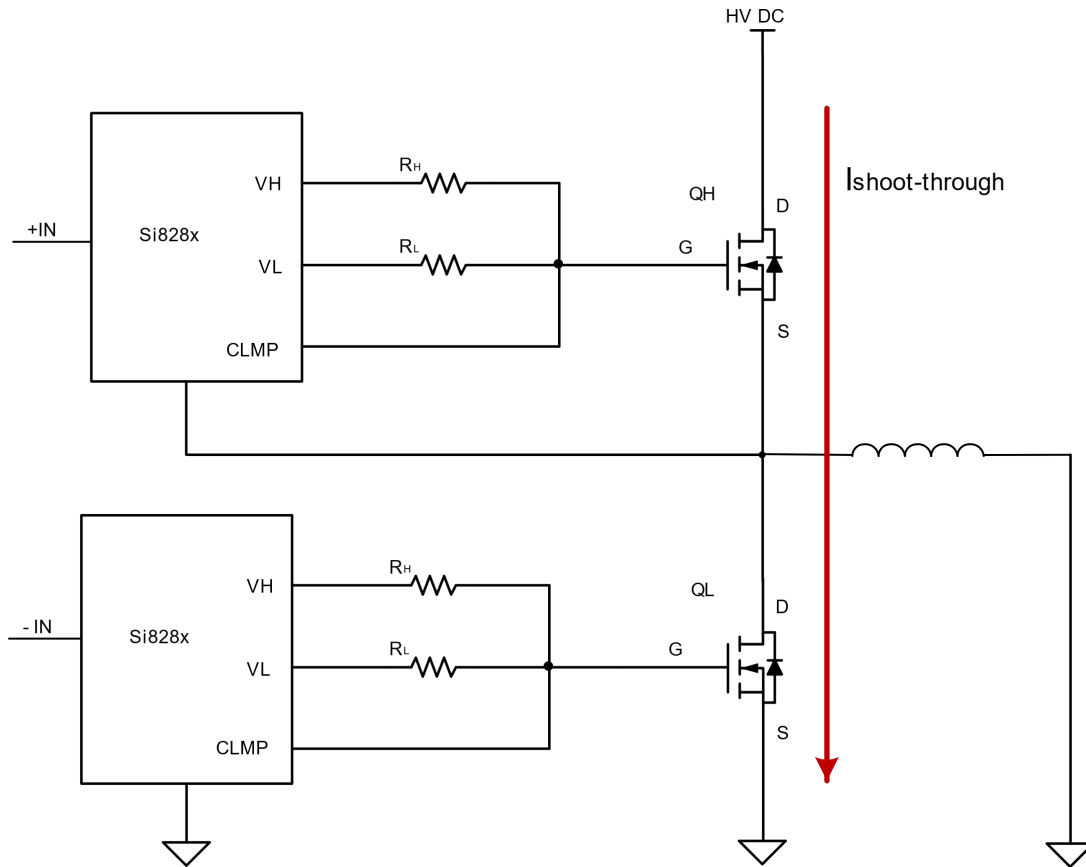 HV DC
VH
RH
Ishoot-through
QH
D
+IN
Si828x
RL
G
VL
S
CLMP
VH
RH
QL
D
- IN
Si828x
RL
G
VL
S
CLMP